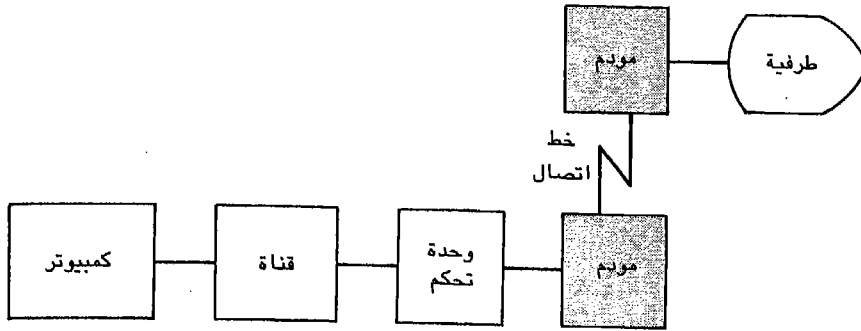 طرفية
مودم
خط
اتصال
مودم
وحدة
تحكم
قناة
كمبيوتر